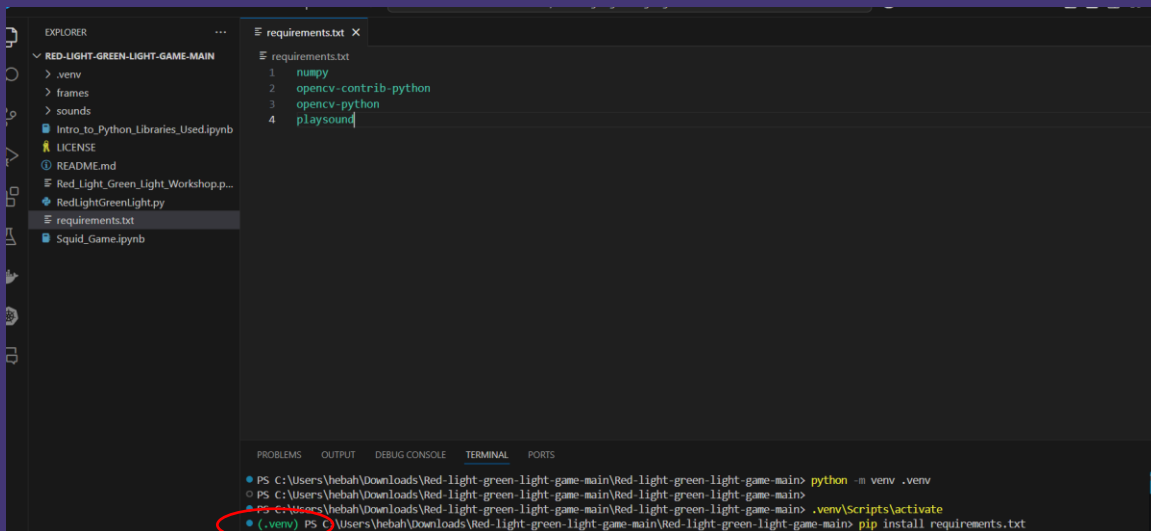 EXPLORER
requirements.txt
RED-LIGHT-GREEN-LIGHT-GAME-MAIN
.venv
frames
sounds
Intro_to_Python_Libraries_Used.ipynb
LICENSE
README.md
Red_Light_Green_Light_Workshop.p...
RedLightGreenLight.py
requirements.txt
Squid_Game.ipynb
requirements.txt
1 numpy
2 opencv-contrib-python
3 opencv-python
4 playsound
PROBLEMS OUTPUT DEBUG CONSOLE TERMINAL PORTS
PS C:\Users\hebah\Downloads\Red-light-green-light-game-main\Red-light-green-light-game-main> python -m venv .venv
PS C:\Users\hebah\Downloads\Red-light-green-light-game-main\Red-light-green-light-game-main>
PS C:\Users\hebah\Downloads\Red-light-green-light-game-main\Red-light-green-light-game-main> .venv\Scripts\activate
(.venv) PS C:\Users\hebah\Downloads\Red-light-green-light-game-main\Red-light-green-light-game-main> pip install requirements.txt